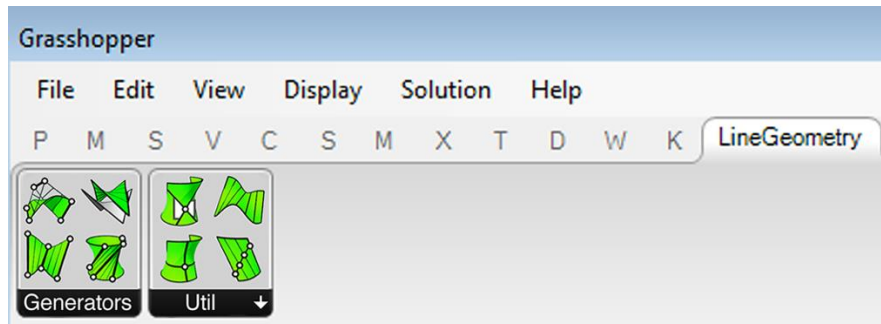 Grasshopper
File Edit View Display Solution Help
P M S V C S M X T D W K LineGeometry
Generators Util